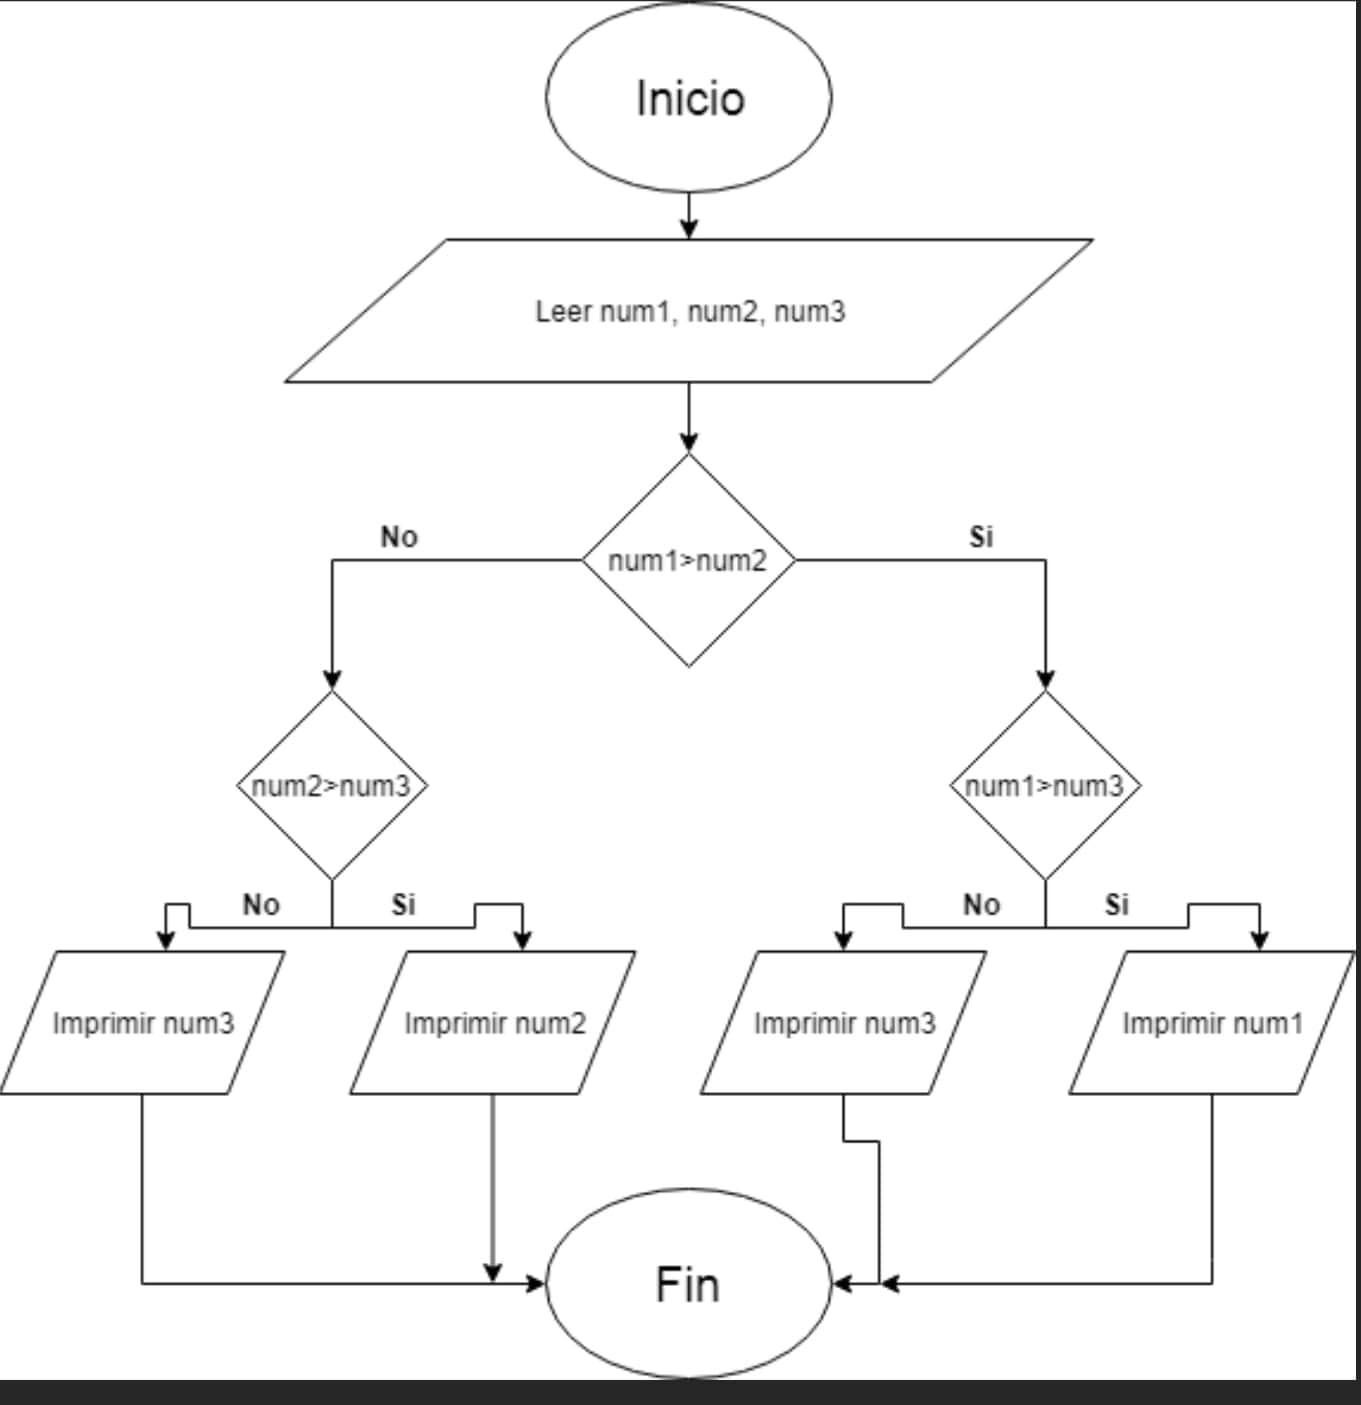 Inicio
Leer num1, num2, num3
No
Si
num1>num2
num2>num3
num1>num3
No
Si
No
Si
Imprimir num3
Imprimir num2
Imprimir num3
Imprimir num1
Fin